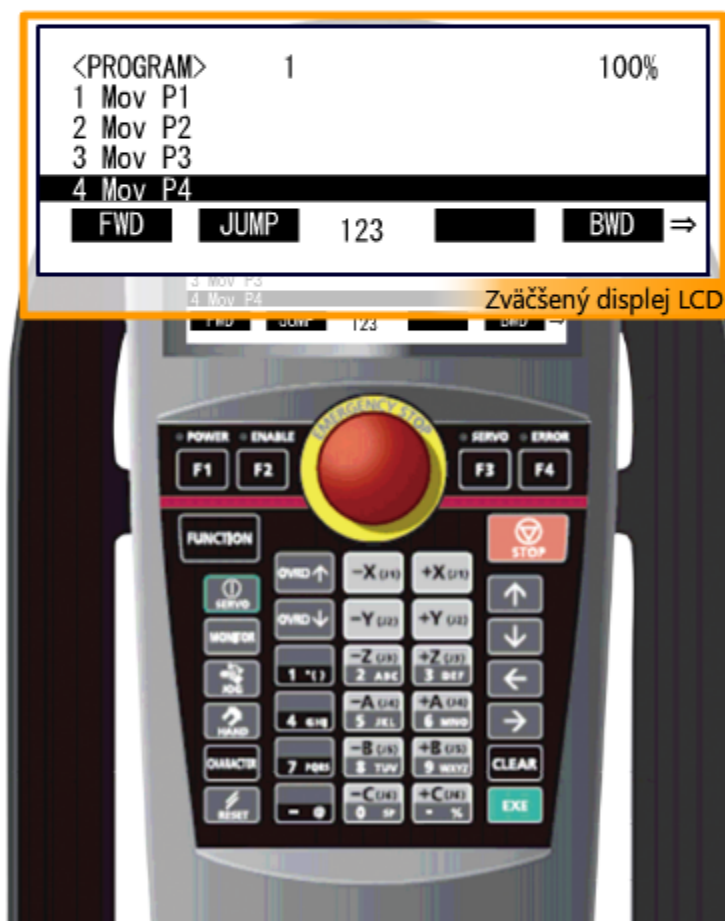 <PROGRAM> 1 100%
1 Mov P1
2 Mov P2
3 Mov P3
4 Mov P4
FWD JUMP 123 BWD ⇒
3 Mov P3
4 Mov P4
Zväčšený displej LCD
FWD JUMP 123 BWD ⇒
EMERGENCY STOP
POWER ENABLE SERVO ERROR
F1 F2 F3 F4
FUNCTION STOP
OVRD↑ -X (J1) +X (J1) ↑
SERVO
OVRD↓ -Y (J2) +Y (J2) ↓
MONITOR
-Z (J3) +Z (J3)
JOG 1 '() 2 ABC 3 DEF ←
-A (J4) +A (J4)
HAND 4 GHI 5 JKL 6 MNO →
-B (J5) +B (J5)
CHARACTER 7 PQRS 8 TUV 9 WXYZ CLEAR
-C (J6) +C (J6)
RESET - @ 0 SP . % EXE